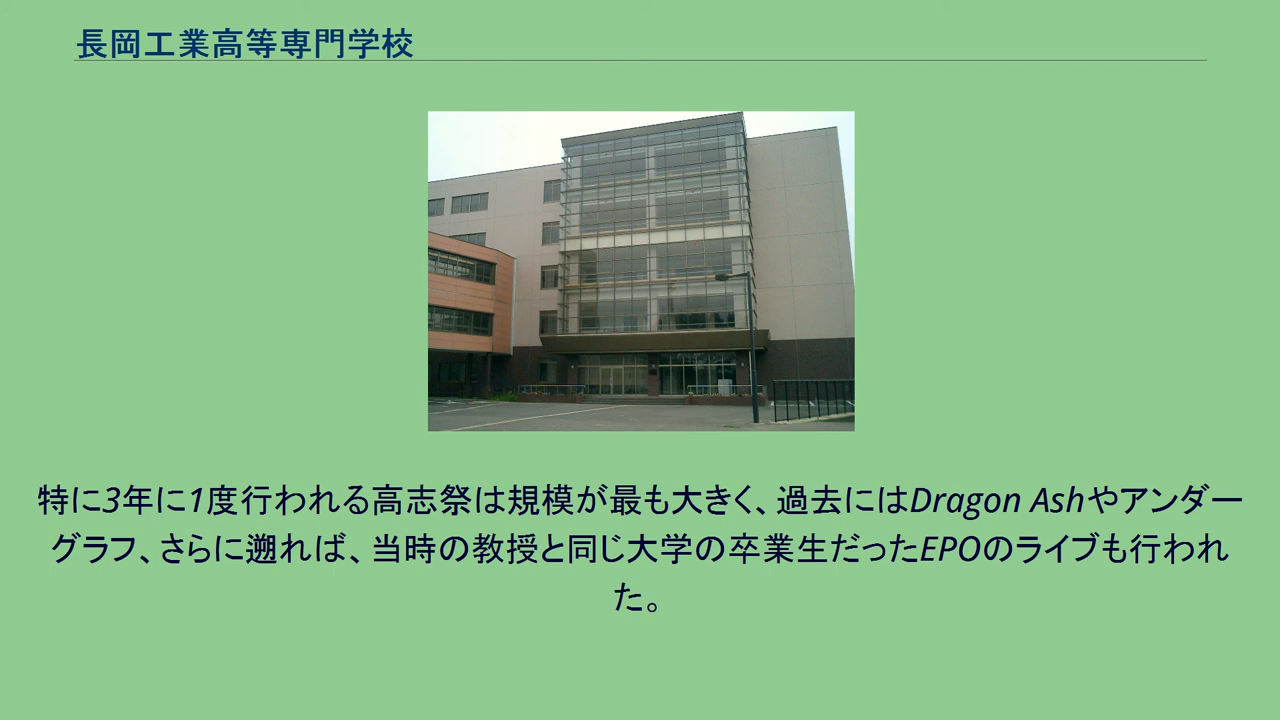 長岡工業高等専門学校
特に3年に1度行われる高志祭は規模が最も大きく、過去にはDragon Ashやアンダー
グラフ、さらに遡れば、当時の教授と同じ大学の卒業生だったEPOのライブも行われ
た。